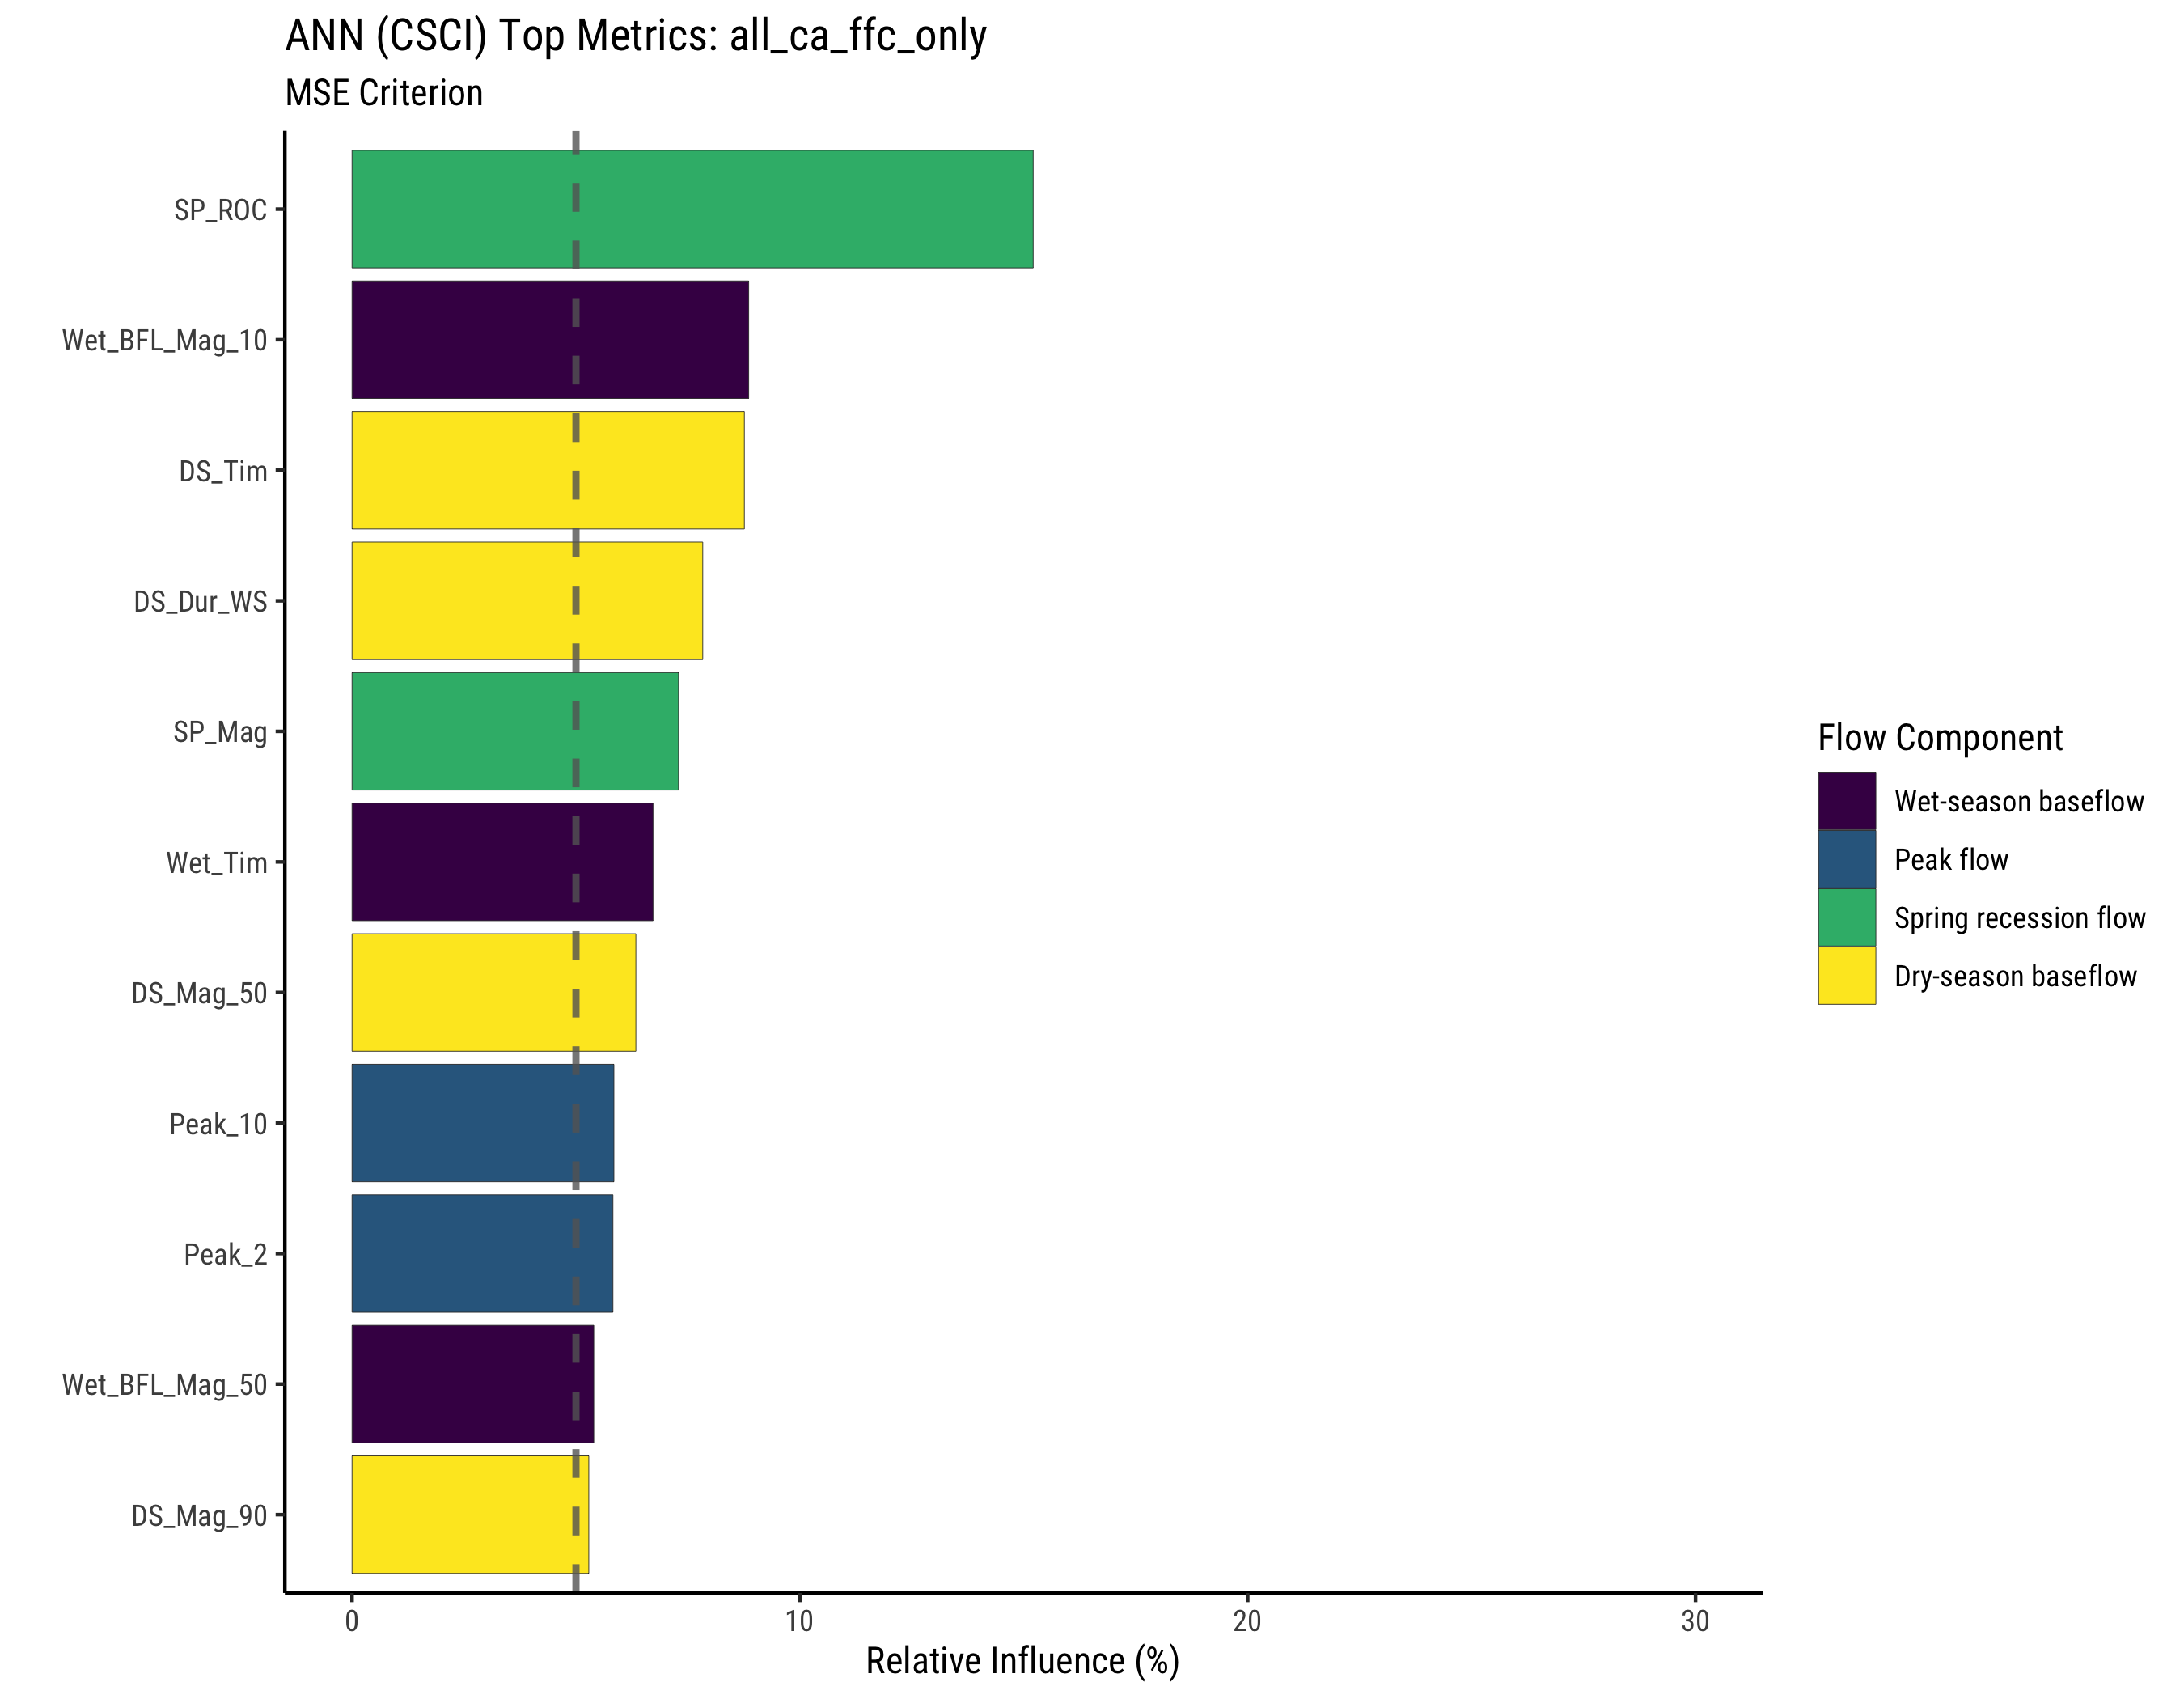 ANN (CSCI) Top Metrics: all_ca_ffc_only
MSE Criterion
SP_ROC
Wet_BFL_Mag_10
DS_Tim
DS_Dur_WS
SP_Mag
Wet_Tim
DS_Mag_50
Peak_10
Peak_2
Wet_BFL_Mag_50
DS_Mag_90
0 10 20 30
Relative Influence (%)
Flow Component
Wet-season baseflow
Peak flow
Spring recession flow
Dry-season baseflow